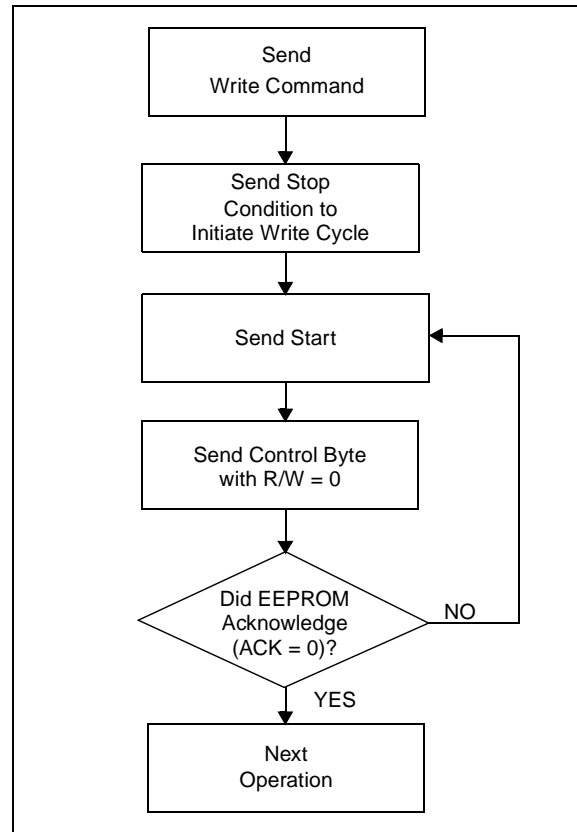 Send
Write Command
Send Stop
Condition to
Initiate Write Cycle
Send Start
Send Control Byte
with R/W = 0
Did EEPROM
Acknowledge
(ACK = 0)?
NO
YES
Next
Operation